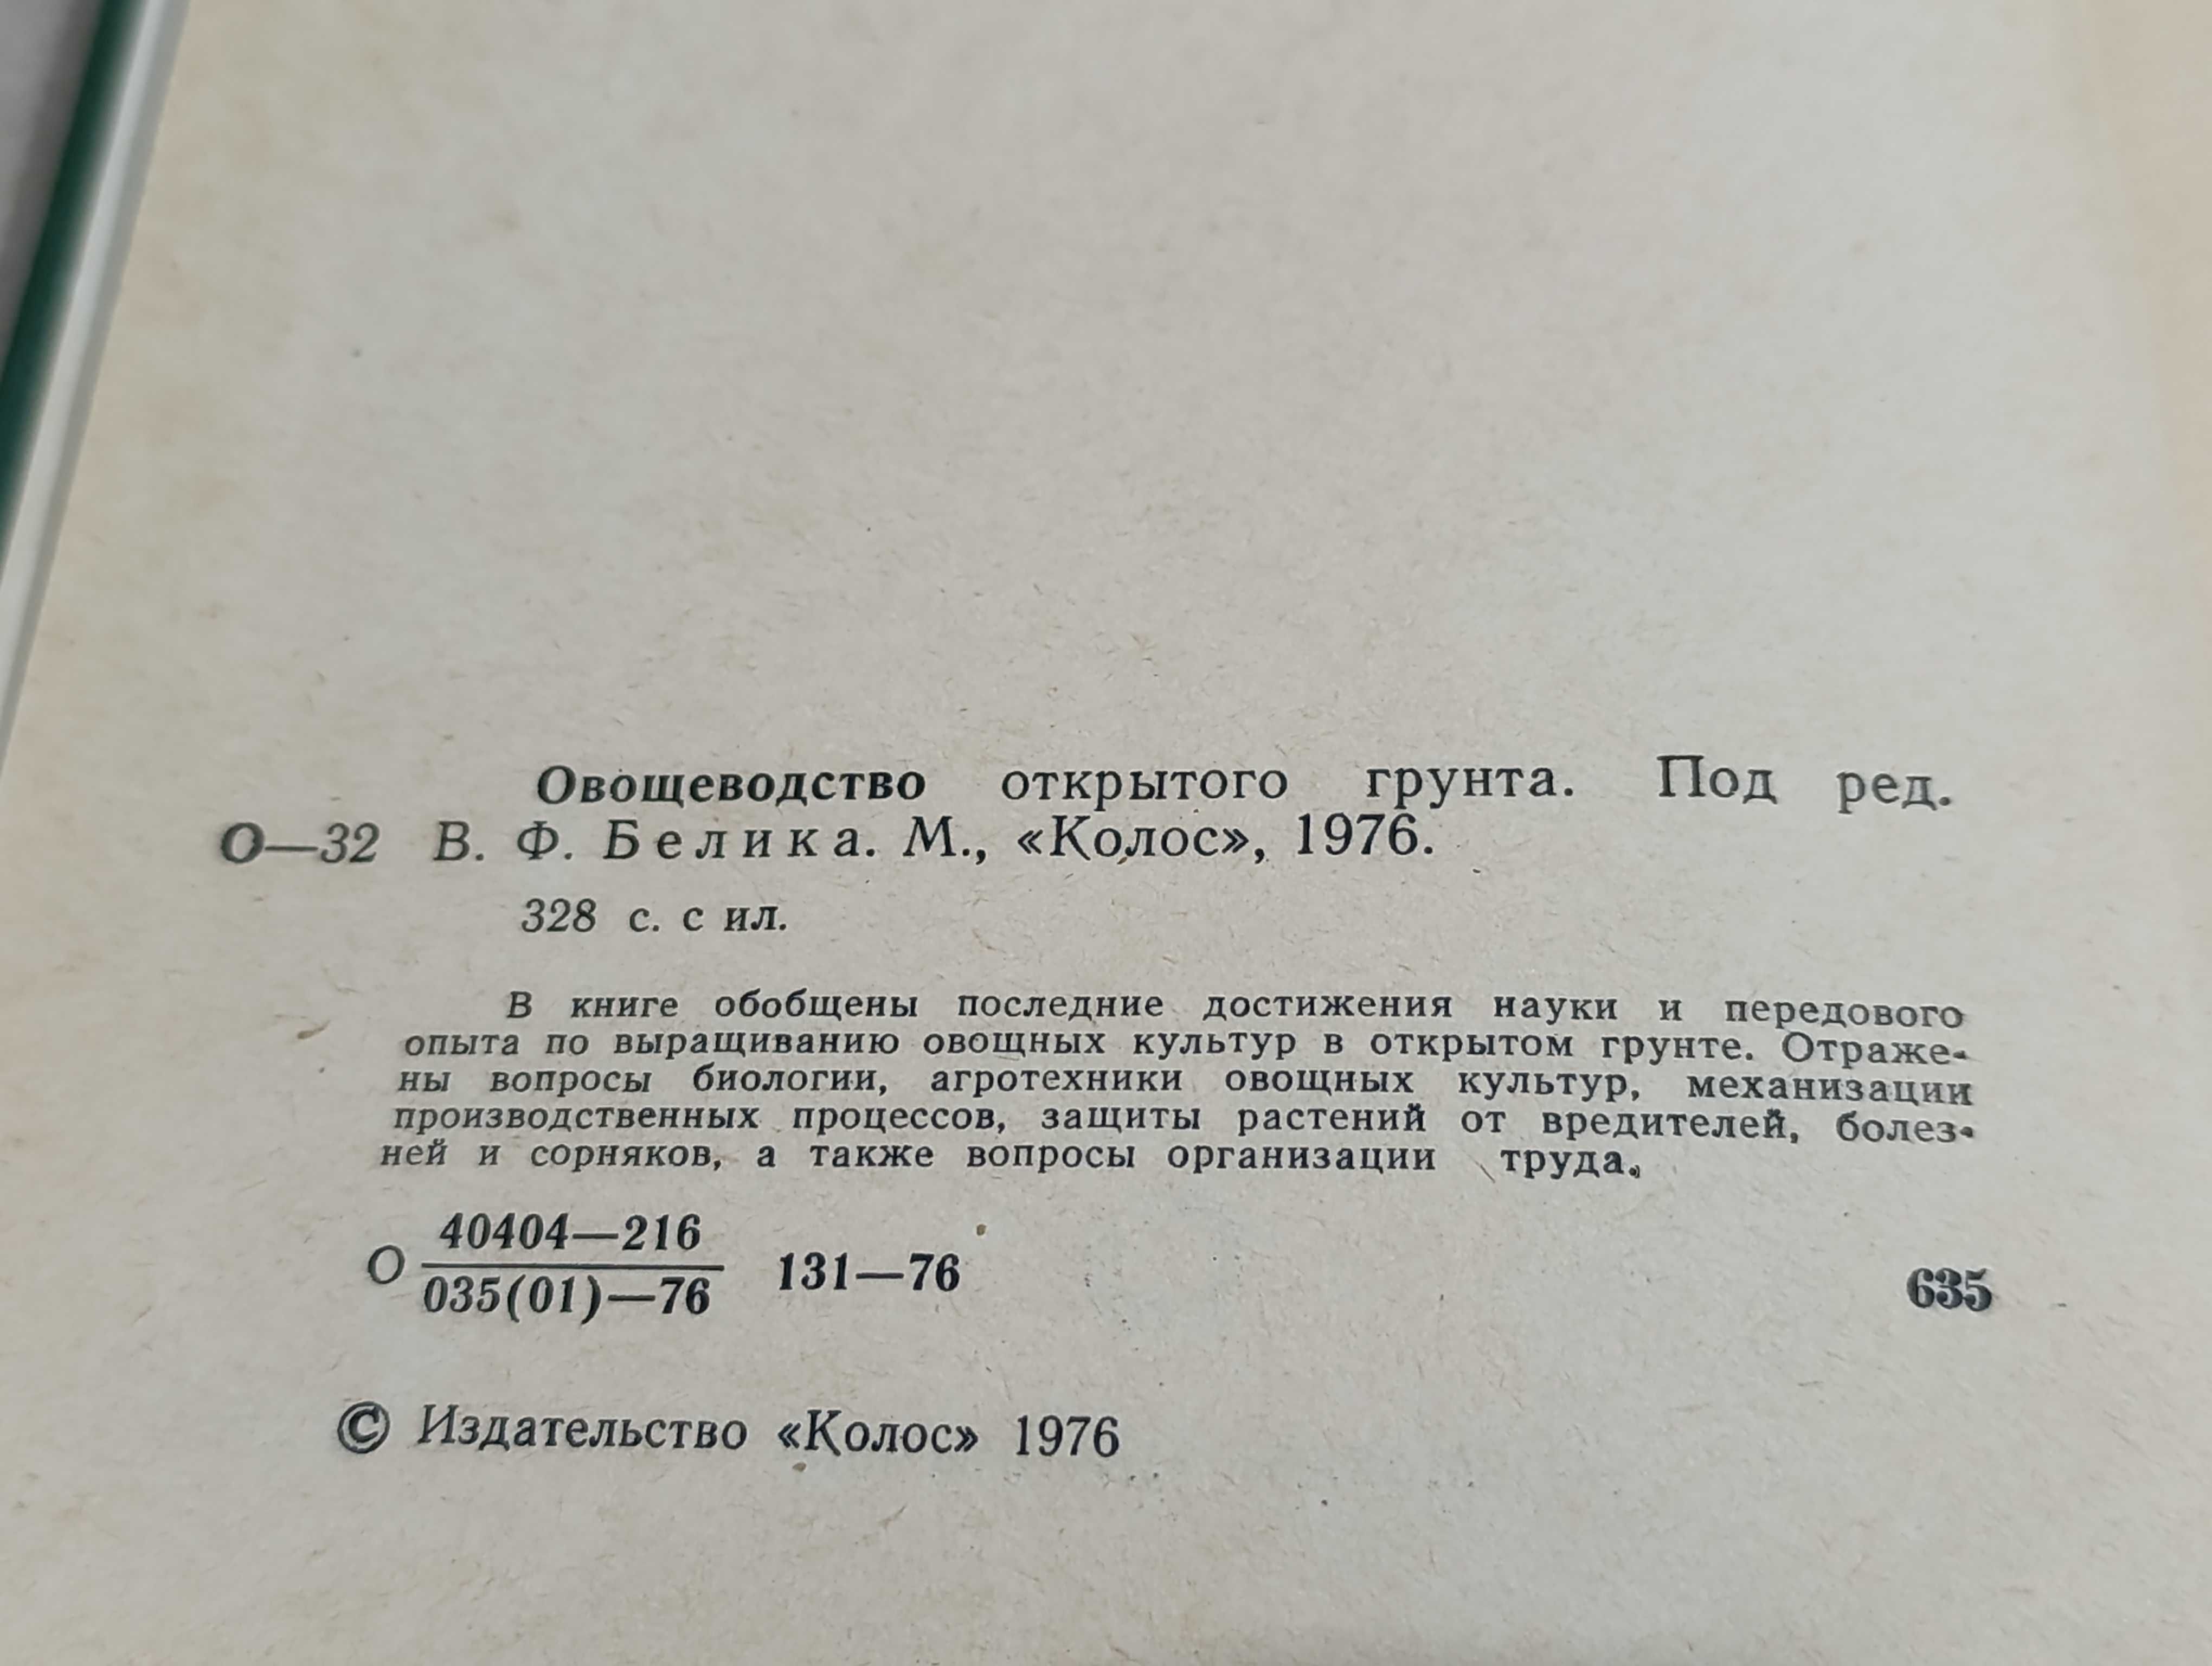 Овощеводство открытого грунта. Под ред.
О—32 В. Ф. Белика. М., «Колос», 1976.
328 с. с ил.
В книге обобщены последние достижения науки и передового
опыта по выращиванию овощных культур в открытом грунте. Отраже-
ны вопросы биологии, агротехники овощных культур, механизации
производственных процессов, защиты растений от вредителей, болез-
ней и сорняков, а также вопросы организации труда.
40404—216
О 131—76 635
035(01)—76
© Издательство «Колос» 1976